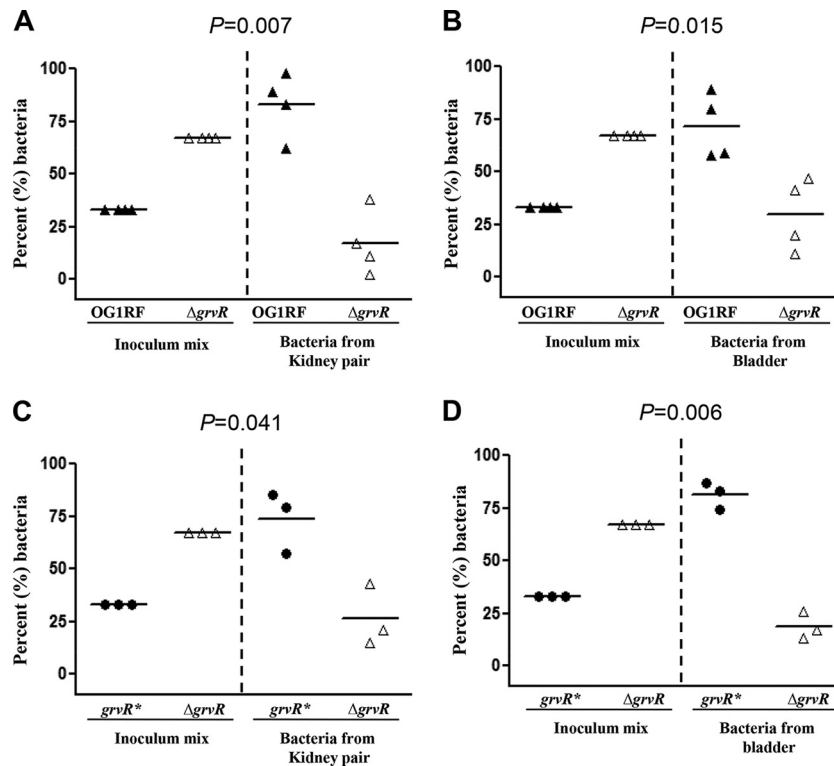 A
P=0.007
Percent (%) bacteria
100
75
50
25
0
OG1RF ΔgrvR OG1RF ΔgrvR
Inoculum mix
Bacteria from
Kidney pair
B
P=0.015
Percent (%) bacteria
100
75
50
25
0
OG1RF ΔgrvR OG1RF ΔgrvR
Inoculum mix
Bacteria from
Bladder
C
P=0.041
Percent (%) bacteria
100
75
50
25
0
grvR* ΔgrvR grvR* ΔgrvR
Inoculum mix
Bacteria from
Kidney pair
D
P=0.006
Percent (%) bacteria
100
75
50
25
0
grvR* ΔgrvR grvR* ΔgrvR
Inoculum mix
Bacteria from
bladder